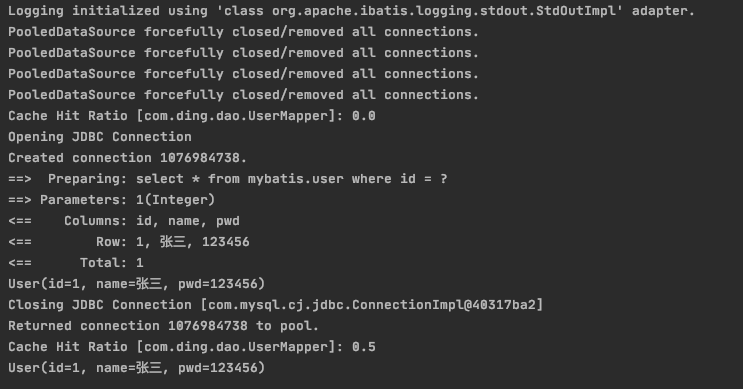 Logging initialized using 'class org.apache.ibatis.logging.stdout.StdOutImpl' adapter.
PooledDataSource forcefully closed/removed all connections.
PooledDataSource forcefully closed/removed all connections.
PooledDataSource forcefully closed/removed all connections.
PooledDataSource forcefully closed/removed all connections.
Cache Hit Ratio [com.ding.dao.UserMapper]: 0.0
Opening JDBC Connection
Created connection 1076984738.
==>  Preparing: select * from mybatis.user where id = ?
==> Parameters: 1(Integer)
<==    Columns: id, name, pwd
<==        Row: 1, 张三, 123456
<==      Total: 1
User(id=1, name=张三, pwd=123456)
Closing JDBC Connection [com.mysql.cj.jdbc.ConnectionImpl@40317ba2]
Returned connection 1076984738 to pool.
Cache Hit Ratio [com.ding.dao.UserMapper]: 0.5
User(id=1, name=张三, pwd=123456)